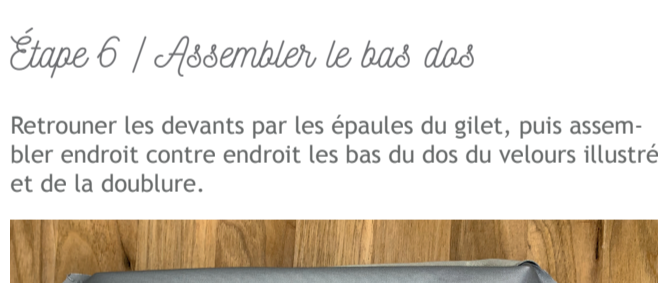 Étape 6 / Assembler le bas dos
Retrouner les devants par les épaules du gilet, puis assem-
bler endroit contre endroit les bas du dos du velours illustré
et de la doublure.